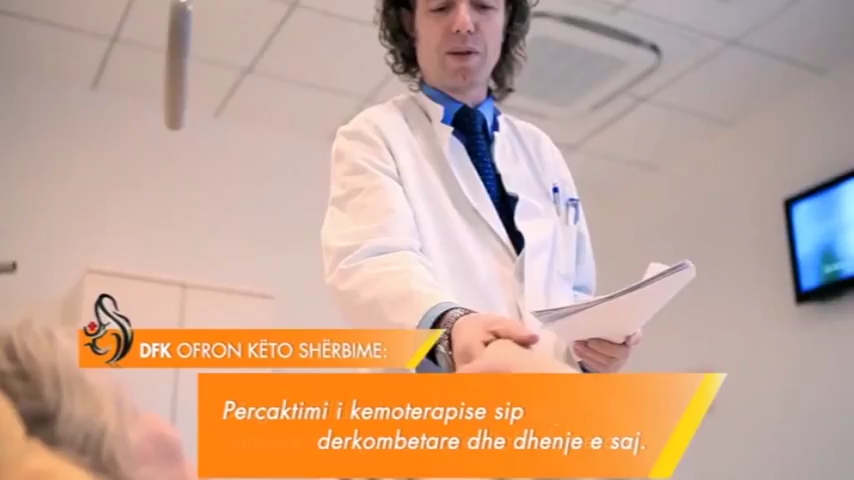 DFK OFRON KËTO SHËRBIME:
Percaktimi i kemoterapise sip
derkombetare dhe dhenje e saj.